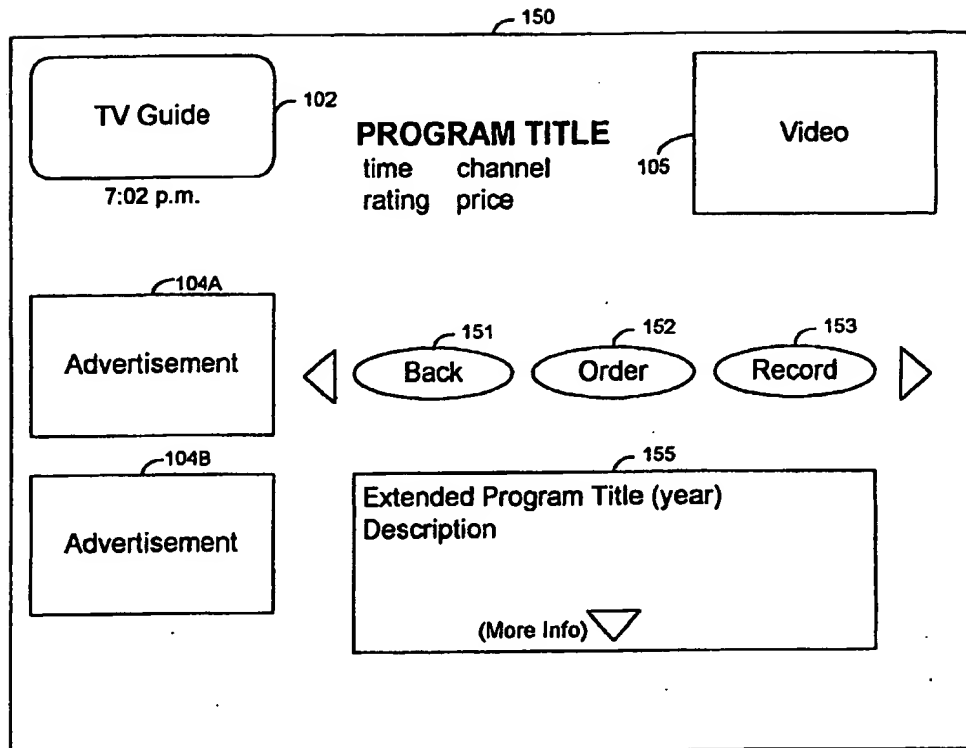 150
TV Guide
102
7:02 p.m.
PROGRAM TITLE
time channel
rating price
105
Video
104A
Advertisement
151
Back
152
Order
153
Record
104B
Advertisement
155
Extended Program Title (year)
Description
(More Info)